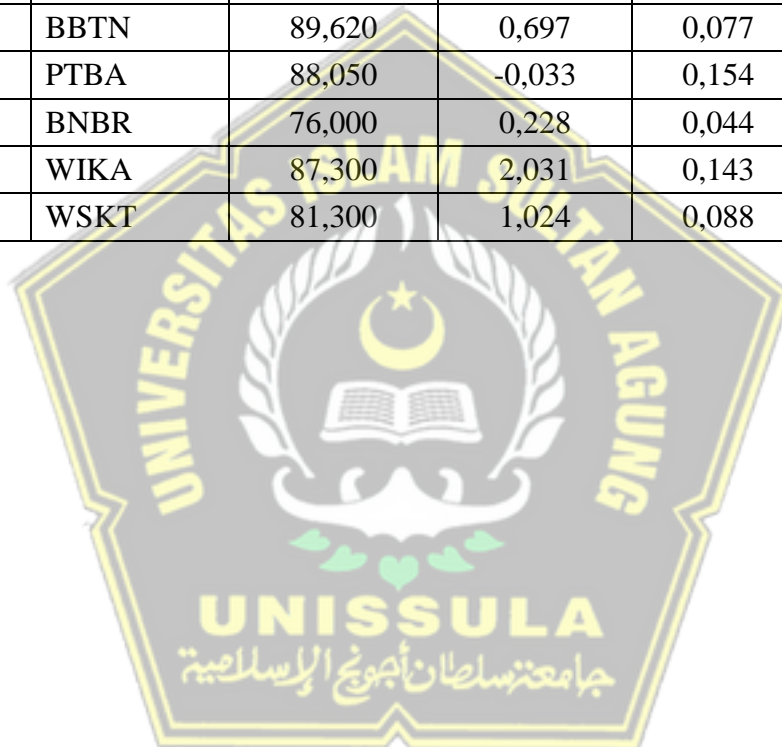 BBTN 89,620 0,697 0,077
PTBA 88,050 -0,033 0,154
BNBR 76,000 0,228 0,044
WIKA 87,300 2,031 0,143
WSKT 81,300 1,024 0,088
UNIVERSITAS ISLAM SULTAN AGUNG
UNISSULA
جامعتنسلطان أجونج الإسلامية